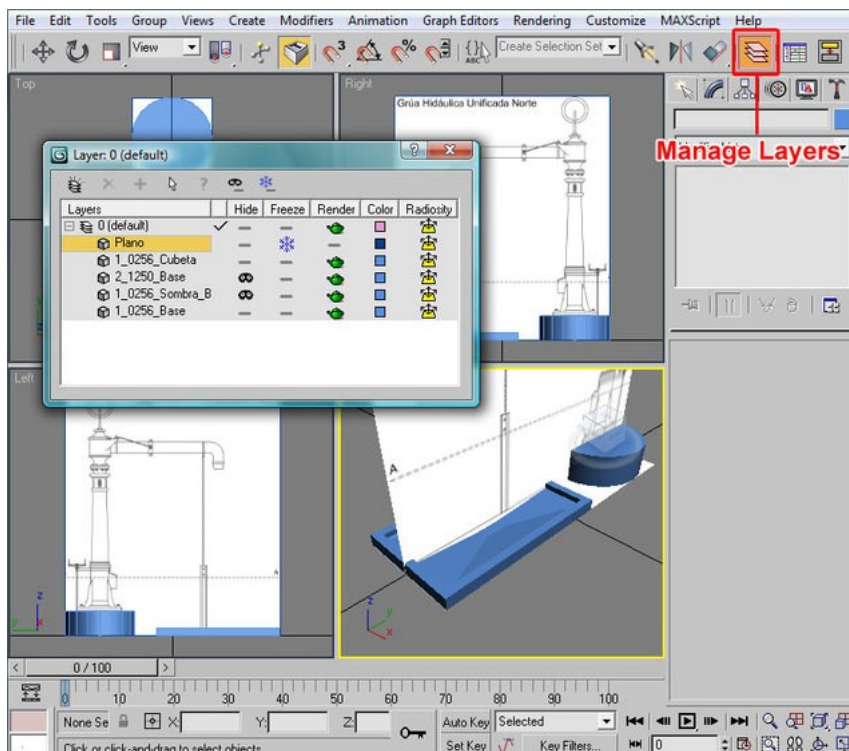 File Edit Tools Group Views Create Modifiers Animation Graph Editors Rendering Customize MAXScript Help
View
3
%
ABC
Create Selection Set
Top
Right
Grúa Hidáulica Unificada Norte
Manage Layers
Layer: 0 (default)
Layers Hide Freeze Render Color Radiosity
0 (default)
Plano
1_0256_Cubeta
2_1250_Base
1_0256_Sombra_B
1_0256_Base
Left
A
A
z
y x
z
y
x
0 / 100
0 10 20 30 40 50 60 70 80 90 100
None Se X: Y: Z: Auto Key Selected
Click or click-and-drag to select objects Set Key Key Filters... 0